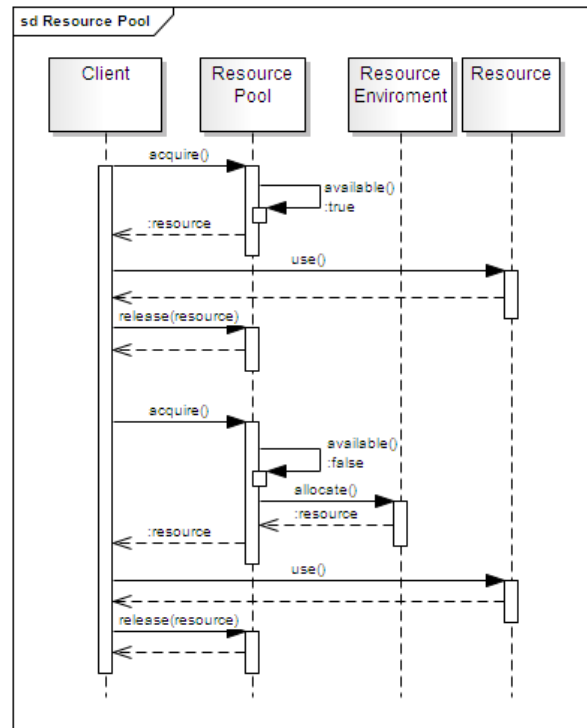 sd Resource Pool
Client
Resource
Pool
Resource
Enviroment
Resource
acquire()
available()
:true
:resource
use()
release(resource)
acquire()
available()
:false
allocate()
:resource
:resource
use()
release(resource)